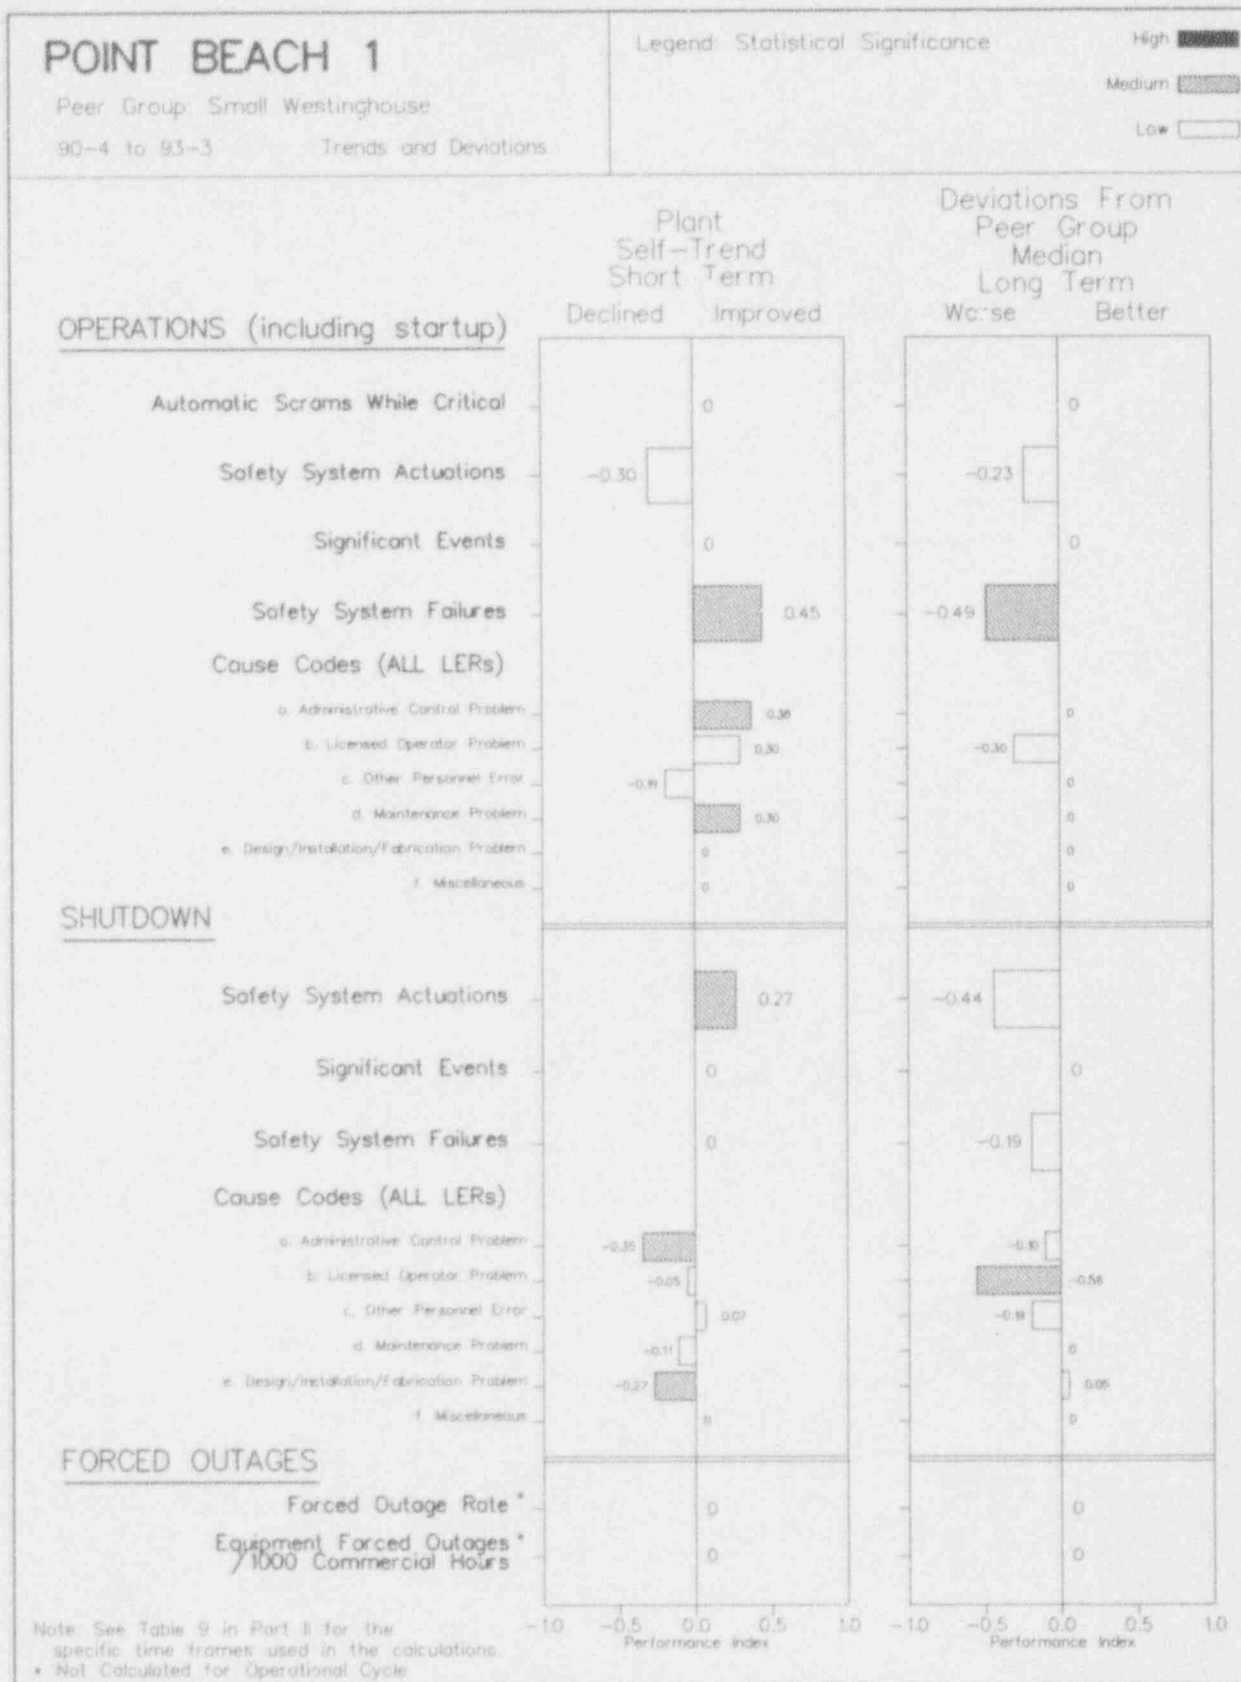 POINT BEACH 1
Peer Group: Small Westinghouse
90-4 to 93-3 Trends and Deviations
Legend: Statistical Significance
High
Medium
Low
Plant
Self-Trend
Short Term
Declined Improved
Deviations From
Peer Group
Median
Long Term
Worse Better
OPERATIONS (including startup)
Automatic Scrams While Critical 0 0
Safety System Actuations -0.30 -0.23
Significant Events 0 0
Safety System Failures 0.45 -0.49
Cause Codes (ALL LERs)
a. Administrative Control Problem 0
b. Licensed Operator Problem 0.30 -0.30
c. Other Personnel Error -0.19 0
d. Maintenance Problem 0.30 0
e. Design/Installation/Fabrication Problem 0 0
f. Miscellaneous 0 0
SHUTDOWN
Safety System Actuations 0.27 -0.44
Significant Events 0 0
Safety System Failures 0 -0.19
Cause Codes (ALL LERs)
a. Administrative Control Problem -0.35 -0.10
b. Licensed Operator Problem -0.05 -0.56
c. Other Personnel Error 0.07 -0.19
d. Maintenance Problem -0.11 0
e. Design/Installation/Fabrication Problem -0.27 0.05
f. Miscellaneous 0 0
FORCED OUTAGES
Forced Outage Rate * 0 0
Equipment Forced Outages *
/1000 Commercial Hours 0 0
-1.0 -0.5 0.0 0.5 1.0
Performance Index
-1.0 -0.5 0.0 0.5 1.0
Performance Index
Note: See Table 9 in Part II for the
specific time frames used in the calculations.
* Not Calculated for Operational Cycle